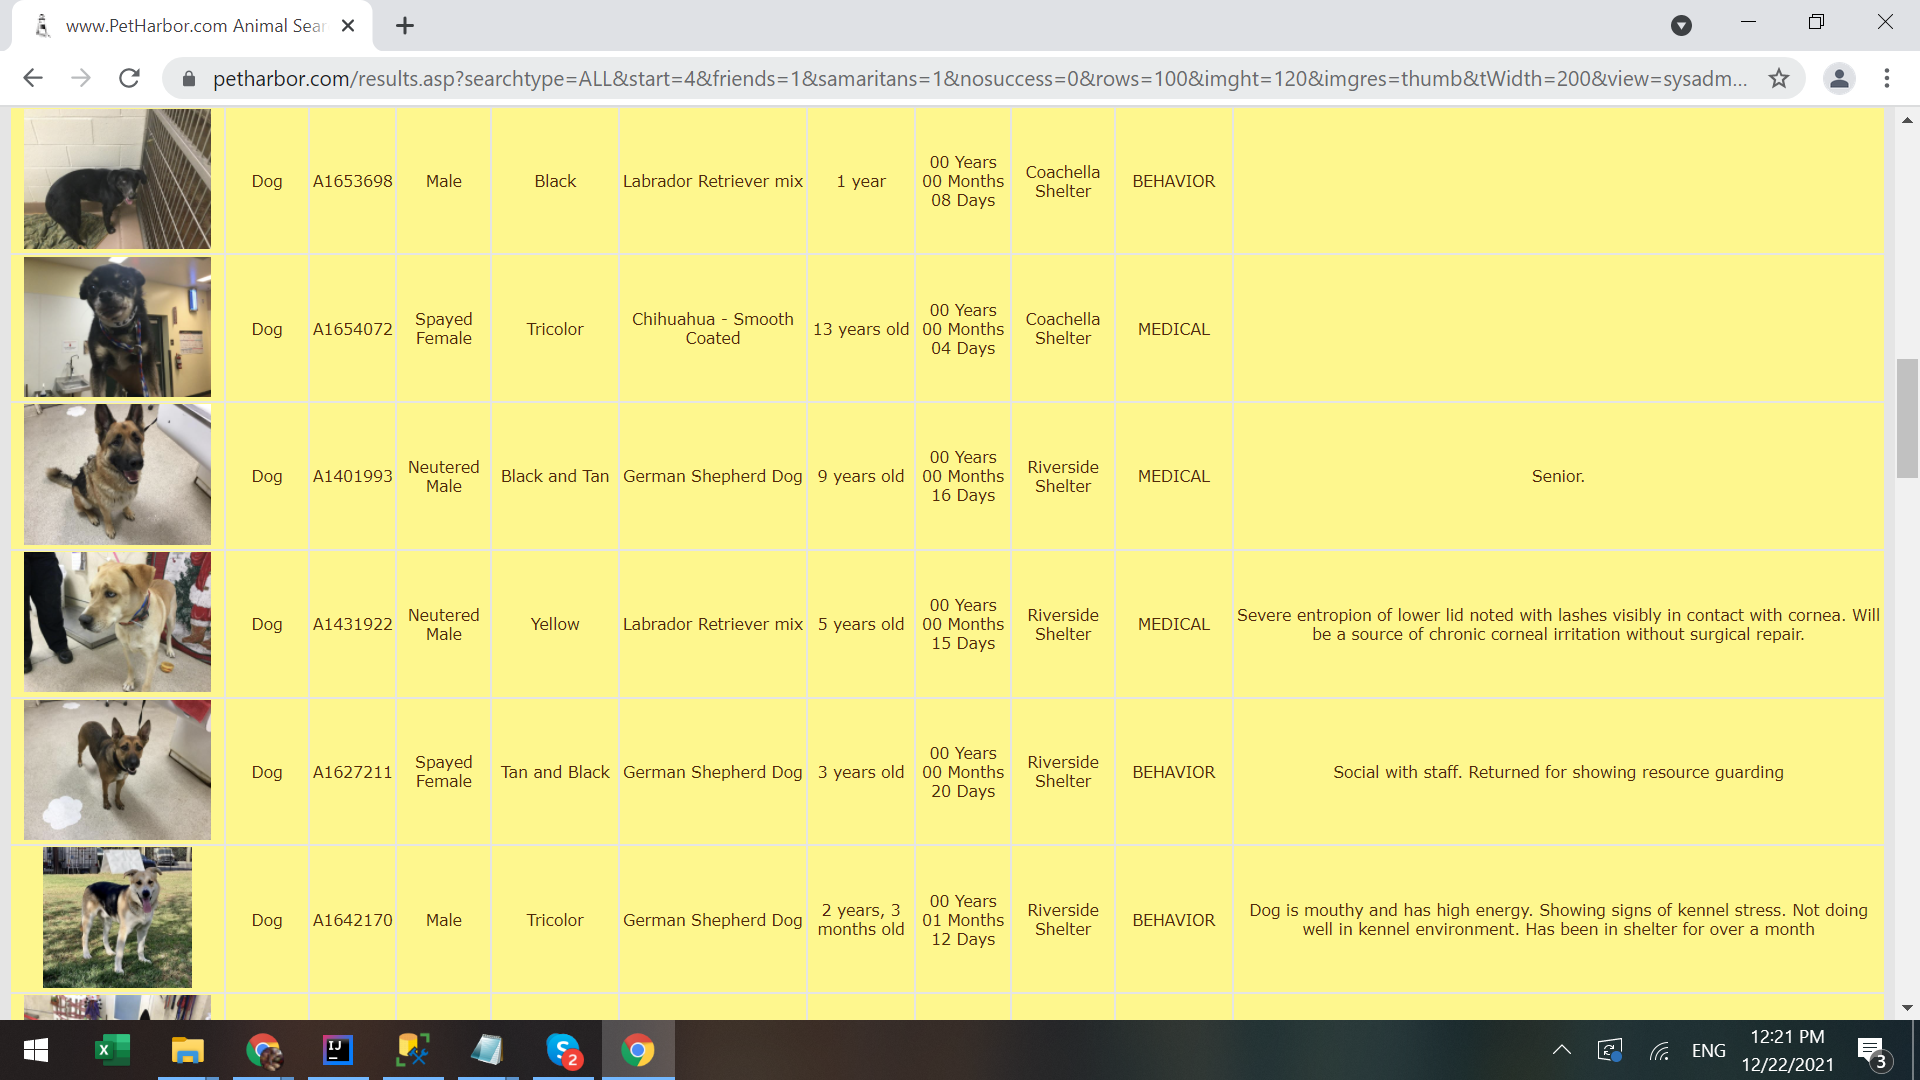 www.PetHarbor.com Animal Sear
petharbor.com/results.asp?searchtype=ALL&start=4&friends=1&samaritans=1&nosuccess=0&rows=100&imght=120&imgres=thumb&tWidth=200&view=sysadm...
Dog
A1653698
Male
Black
Labrador Retriever mix
1 year
00 Years
00 Months
08 Days
Coachella
Shelter
BEHAVIOR
Dog
A1654072
Spayed
Female
Tricolor
Chihuahua - Smooth
Coated
13 years old
00 Years
00 Months
04 Days
Coachella
Shelter
MEDICAL
Dog
A1401993
Neutered
Male
Black and Tan
German Shepherd Dog
9 years old
00 Years
00 Months
16 Days
Riverside
Shelter
MEDICAL
Senior.
Dog
A1431922
Neutered
Male
Yellow
Labrador Retriever mix
5 years old
00 Years
00 Months
15 Days
Riverside
Shelter
MEDICAL
Severe entropion of lower lid noted with lashes visibly in contact with cornea. Will
be a source of chronic corneal irritation without surgical repair.
Dog
A1627211
Spayed
Female
Tan and Black
German Shepherd Dog
3 years old
00 Years
00 Months
20 Days
Riverside
Shelter
BEHAVIOR
Social with staff. Returned for showing resource guarding
Dog
A1642170
Male
Tricolor
German Shepherd Dog
2 years, 3
months old
00 Years
01 Months
12 Days
Riverside
Shelter
BEHAVIOR
Dog is mouthy and has high energy. Showing signs of kennel stress. Not doing
well in kennel environment. Has been in shelter for over a month
X
IJ
S
2
ENG
12:21 PM
12/22/2021
3